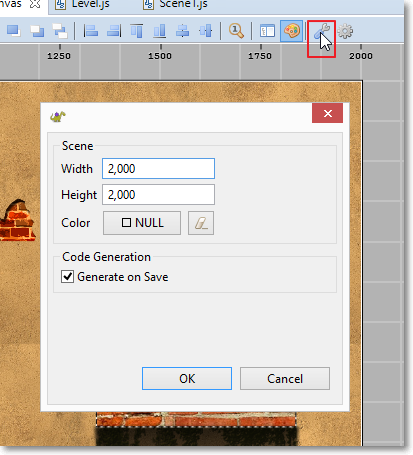 nvas Level.js Scene1.js
1
1250 1500 1750 2000
Scene
Width 2,000
Height 2,000
Color NULL
Code Generation
Generate on Save
OK Cancel